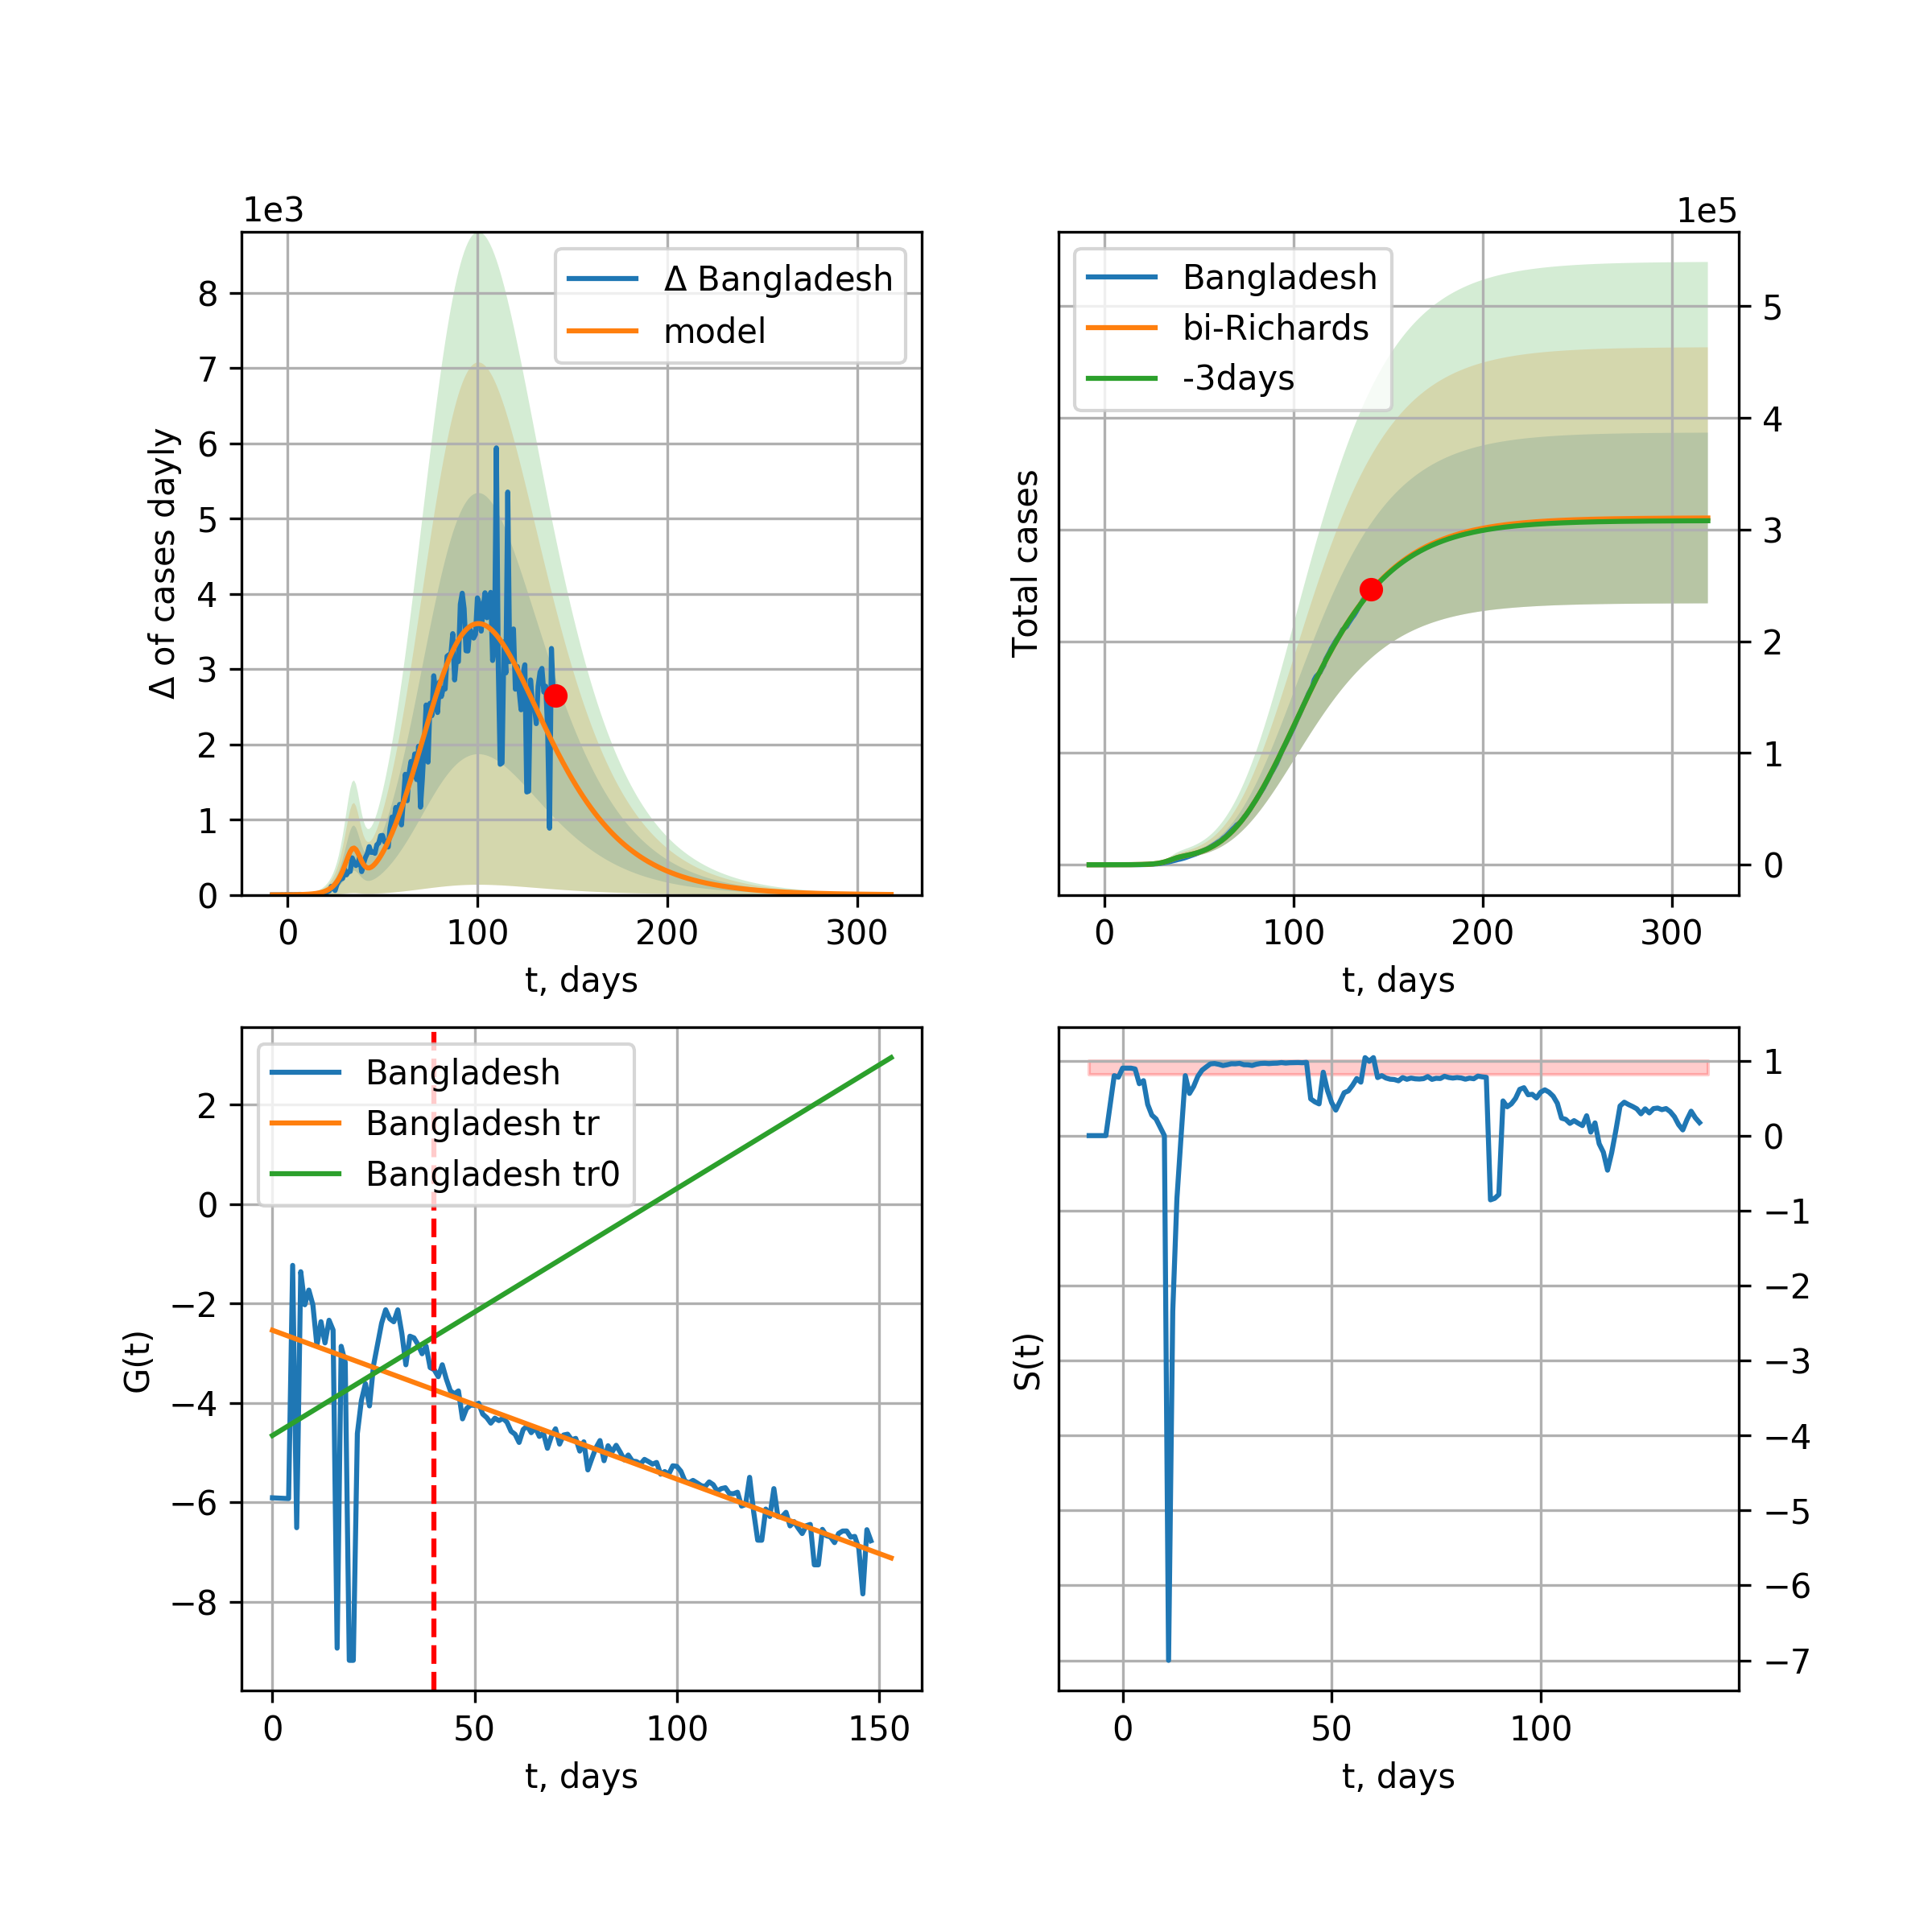 1e3
Δ of cases dayly
8
7
6
5
4
3
2
1
0
Δ Bangladesh
model
0 100 200 300
t, days
1e5
Total cases
Bangladesh
bi-Richards
-3days
5
4
3
2
1
0
0 100 200 300
t, days
G(t)
2
0
−2
−4
−6
−8
Bangladesh
Bangladesh tr
Bangladesh tr0
0 50 100 150
t, days
S(t)
1
0
−1
−2
−3
−4
−5
−6
−7
0 50 100
t, days